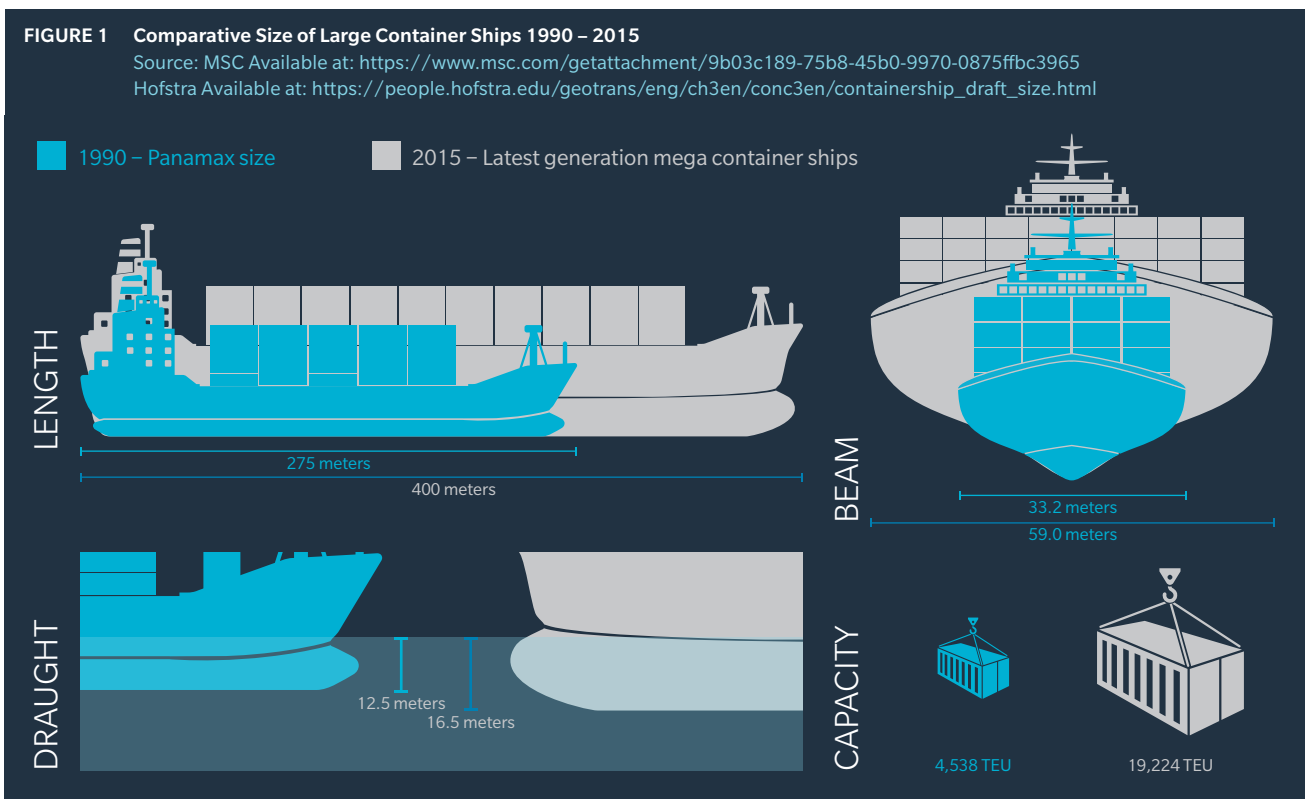 FIGURE 1 Comparative Size of Large Container Ships 1990 – 2015
Source: MSC Available at: https://www.msc.com/getattachment/9b03c189-75b8-45b0-9970-0875ffbc3965
Hofstra Available at: https://people.hofstra.edu/geotrans/eng/ch3en/conc3en/containership_draft_size.html
1990 – Panamax size
2015 – Latest generation mega container ships
LENGTH
275 meters
400 meters
BEAM
33.2 meters
59.0 meters
DRAUGHT
12.5 meters
16.5 meters
CAPACITY
4,538 TEU
19,224 TEU